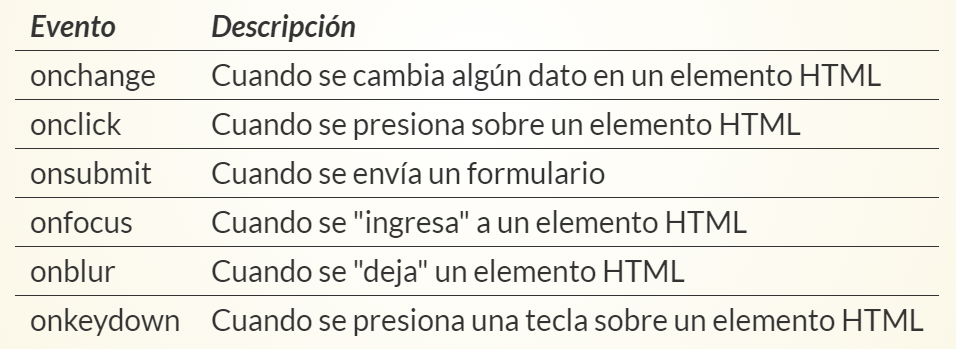 Evento Descripción
onchange Cuando se cambia algún dato en un elemento HTML
onclick Cuando se presiona sobre un elemento HTML
onsubmit Cuando se envía un formulario
onfocus Cuando se "ingresa" a un elemento HTML
onblur Cuando se "deja" un elemento HTML
onkeydown Cuando se presiona una tecla sobre un elemento HTML